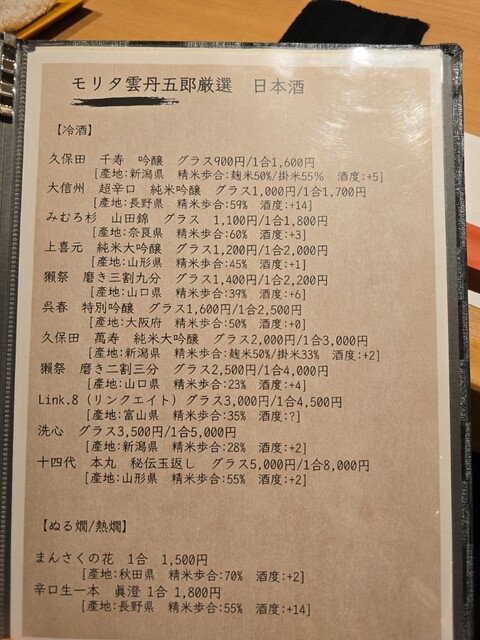 モリタ雲丹五郎厳選　日本酒
【冷酒】
久保田　千寿　吟醸　グラス900円/1合1,600円
[產地:新潟県　精米歩合:麹米50%/掛米55%　酒度:+5]
大信州　超辛口　純米吟醸　グラス1,000円/1合1,700円
[產地:長野県　精米歩合:59%　酒度:+14]
みむろ杉　山田錦　グラス　1,100円/1合1,800円
[產地:奈良県　精米歩合:60%　酒度:+3]
上喜元　純米大吟醸　グラス1,200円/1合2,000円
[產地:山形県　精米歩合:45%　酒度:+1]
獺祭　磨き三割九分　グラス1,400円/1合2,200円
[產地:山口県　精米歩合:39%　酒度:+6]
呉春　特別吟醸　グラス1,600円/1合2,500円
[產地:大阪府　精米歩合:50%　酒度:+0]
久保田　萬寿　純米大吟醸　グラス2,000円/1合3,000円
[產地:新潟県　精米歩合:麹米50%/掛米33%　酒度:+2]
獺祭　磨き二割三分　グラス2,500円/1合4,000円
[產地:山口県　精米歩合:23%　酒度:+4]
Link.8（リンクエイト）グラス3,000円/1合4,500円
[產地:富山県　精米歩合:35%　酒度:?]
洗心　グラス3,500円/1合5,000円
[產地:新潟県　精米歩合:28%　酒度:+2]
十四代　本丸　秘伝玉返し　グラス5,000円/1合8,000円
[產地:山形県　精米歩合:55%　酒度:+2]
【ぬる燗/熱燗】
まんさくの花　1合　1,500円
[產地:秋田県　精米歩合:70%　酒度:+2]
辛口生一本　眞澄　1合　1,800円
[產地:長野県　精米歩合:55%　酒度:+14]